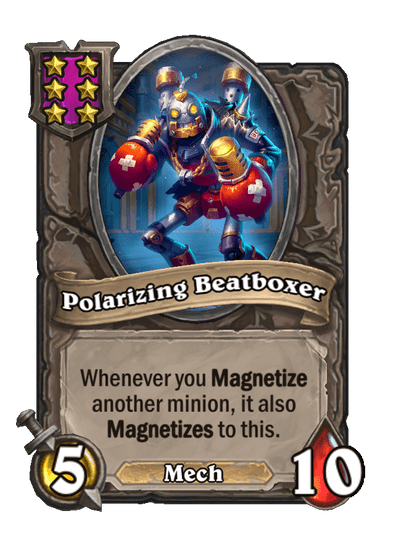 Polarizing Beatboxer
Whenever you Magnetize
another minion, it also
Magnetizes to this.
5
Mech
10